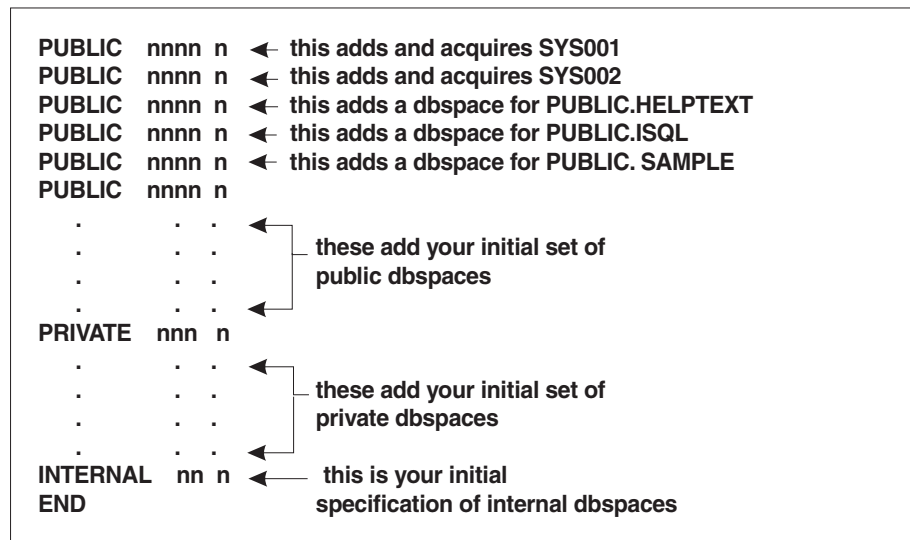 PUBLIC nnnn n this adds and acquires SYS001
PUBLIC nnnn n this adds and acquires SYS002
PUBLIC nnnn n this adds a dbspace for PUBLIC.HELPTEXT
PUBLIC nnnn n this adds a dbspace for PUBLIC.ISQL
PUBLIC nnnn n this adds a dbspace for PUBLIC. SAMPLE
PUBLIC nnnn n
. . .
. . . these add your initial set of
. . . public dbspaces
. . .
PRIVATE nnn n
. . .
. . . these add your initial set of
. . . private dbspaces
. . .
INTERNAL nn n this is your initial
END specification of internal dbspaces